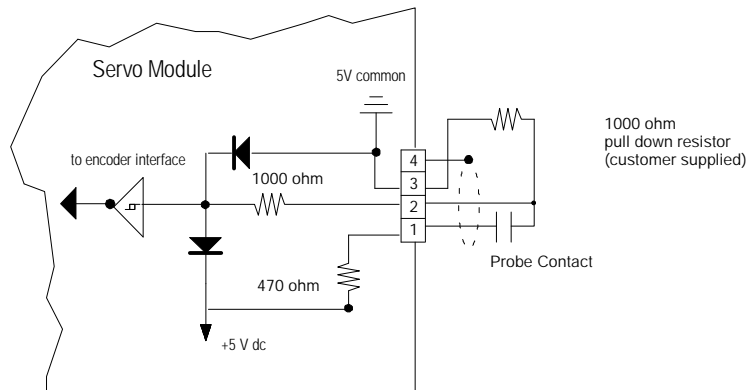 Servo Module
5V common
1000 ohm
pull down resistor
(customer supplied)
to encoder interface
1000 ohm
4
3
2
1
Probe Contact
470 ohm
+5 V dc